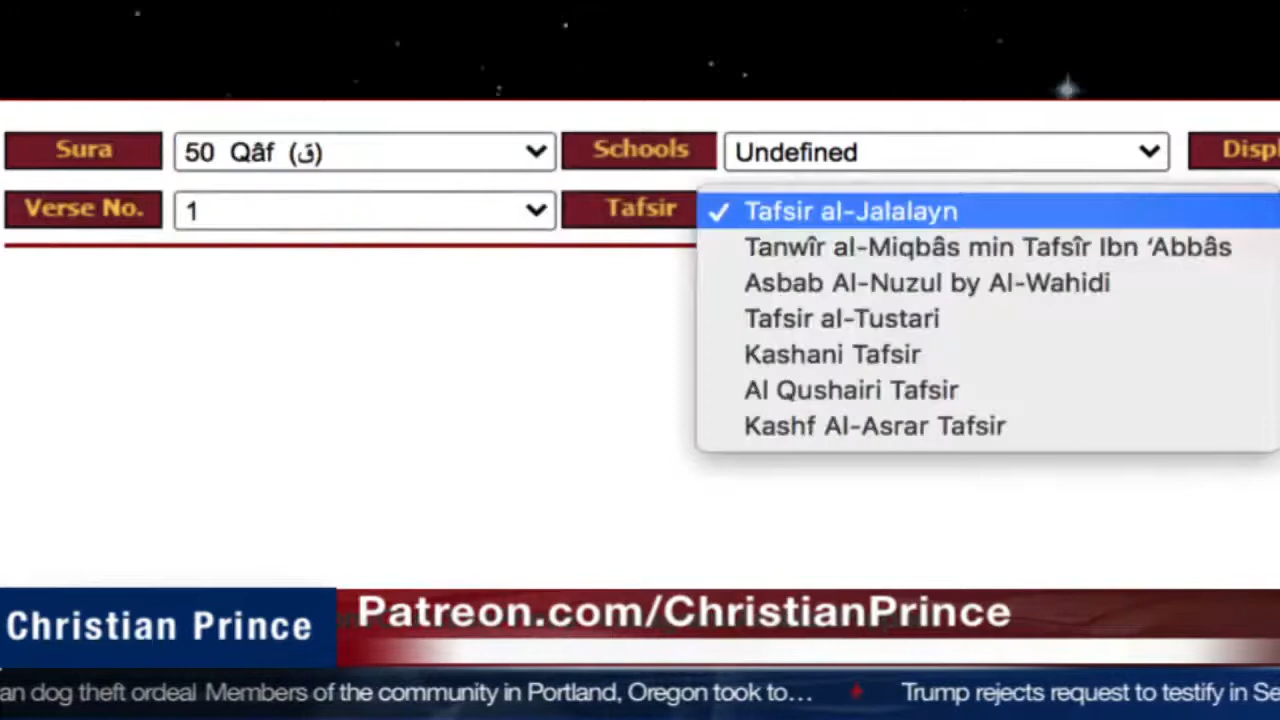 Sura 50 Qâf (ق) Schools Undefined
Verse No. 1 Tafsir ✓ Tafsir al-Jalalayn
Tanwîr al-Miqbâs min Tafsîr Ibn ‘Abbâs
Asbab Al-Nuzul by Al-Wahidi
Tafsir al-Tustari
Kashani Tafsir
Al Qushairi Tafsir
Kashf Al-Asrar Tafsir
Christian Prince Patreon.com/ChristianPrince
an dog theft ordeal Members of the community in Portland, Oregon took to… Trump rejects request to testify in Se